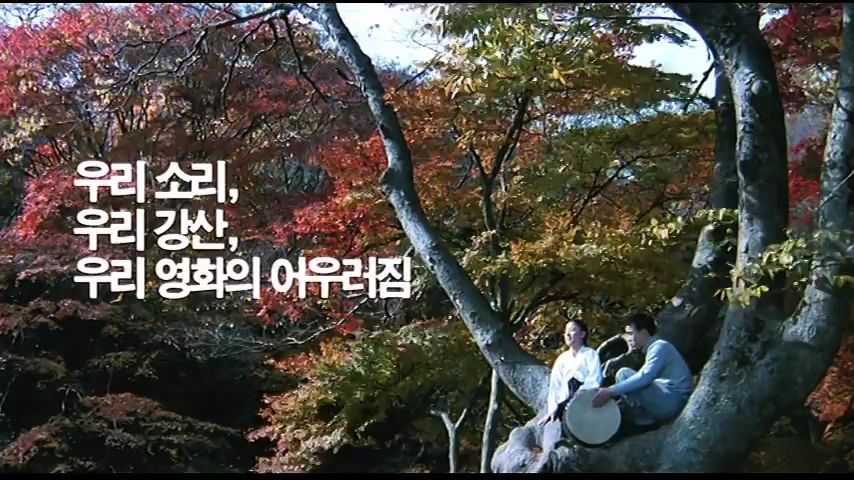 우리 소리,
우리 강산,
우리 영화의 어우러짐